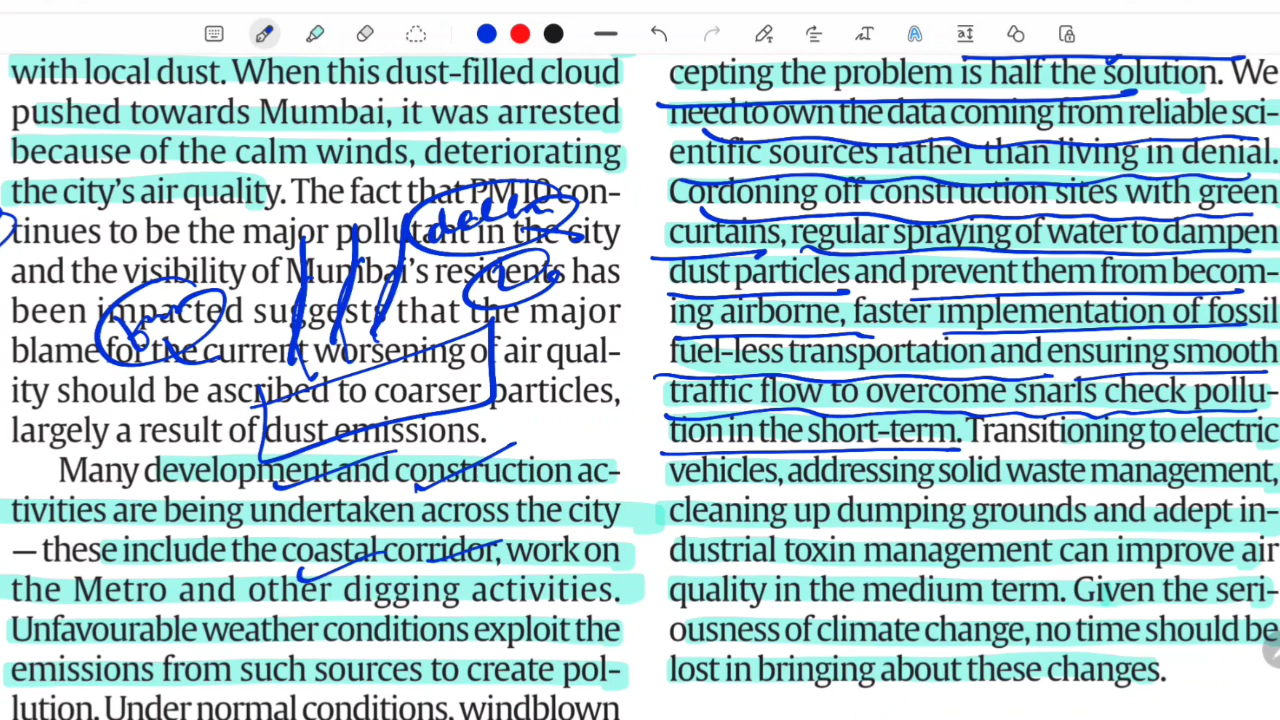 with local dust. When this dust-filled cloud
pushed towards Mumbai, it was arrested
because of the calm winds, deteriorating
the city's air quality. The fact that PM 10 con-
tinues to be the major pollutant in the city
and the visibility of Mumbai's residents has
been impacted suggests that the major
blame for the current worsening of air qual-
ity should be ascribed to coarser particles,
largely a result of dust emissions.
Many development and construction ac-
tivities are being undertaken across the city
— these include the coastal corridor, work on
the Metro and other digging activities.
Unfavourable weather conditions exploit the
emissions from such sources to create pol-
lution. Under normal conditions, windblown
cepting the problem is half the solution. We
need to own the data coming from reliable sci-
entific sources rather than living in denial.
Cordoning off construction sites with green
curtains, regular spraying of water to dampen
dust particles and prevent them from becom-
ing airborne, faster implementation of fossil
fuel-less transportation and ensuring smooth
traffic flow to overcome snarls check pollu-
tion in the short-term. Transitioning to electric
vehicles, addressing solid waste management,
cleaning up dumping grounds and adept in-
dustrial toxin management can improve air
quality in the medium term. Given the seri-
ousness of climate change, no time should be
lost in bringing about these changes.